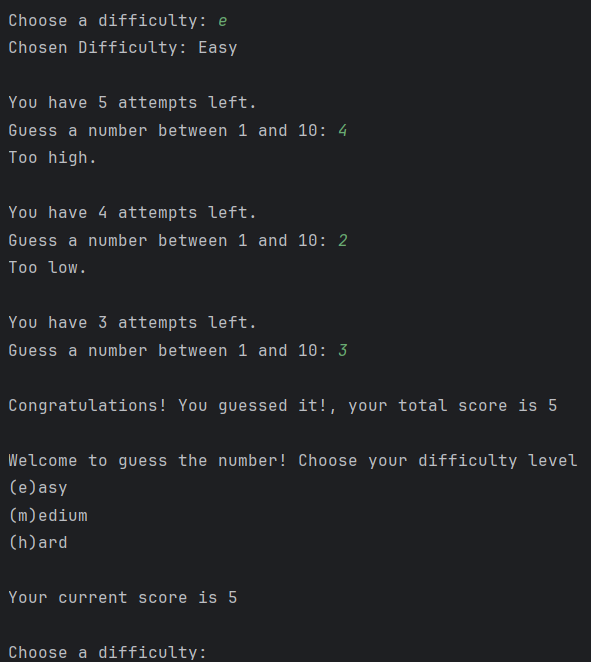 Choose a difficulty: e
Chosen Difficulty: Easy
You have 5 attempts left.
Guess a number between 1 and 10: 4
Too high.
You have 4 attempts left.
Guess a number between 1 and 10: 2
Too low.
You have 3 attempts left.
Guess a number between 1 and 10: 3
Congratulations! You guessed it!, your total score is 5
Welcome to guess the number! Choose your difficulty level
(e)asy
(m)edium
(h)ard
Your current score is 5
Choose a difficulty: